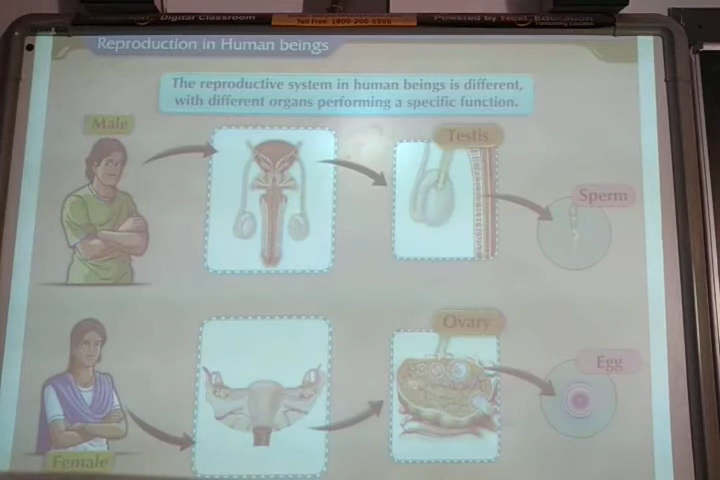 Digital Classroom
Toll Free: 1800-200-5566
Powered by Next Education
Reproduction in Human beings
The reproductive system in human beings is different,
with different organs performing a specific function.
Male
Testis
Sperm
Ovary
Egg
Female